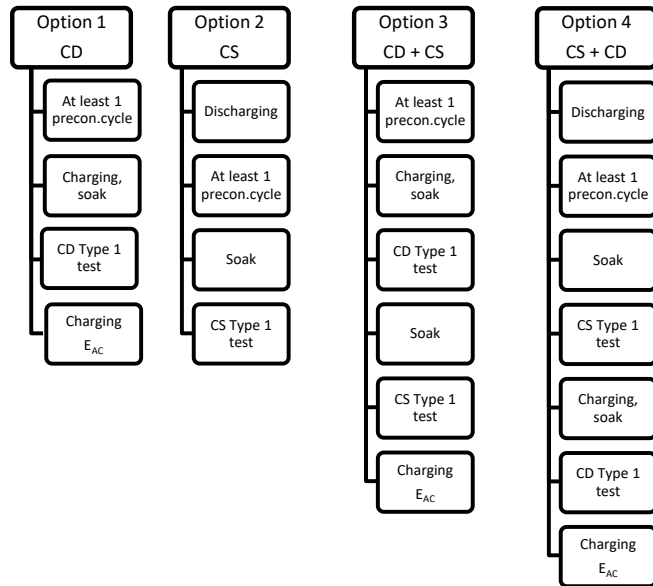 Option 1
CD
At least 1
precon.cycle
Charging,
soak
CD Type 1
test
Charging
E_AC
Option 2
CS
Discharging
At least 1
precon.cycle
Soak
CS Type 1
test
Option 3
CD + CS
At least 1
precon.cycle
Charging,
soak
CD Type 1
test
Soak
CS Type 1
test
Charging
E_AC
Option 4
CS + CD
Discharging
At least 1
precon.cycle
Soak
CS Type 1
test
Charging,
soak
CD Type 1
test
Charging
E_AC